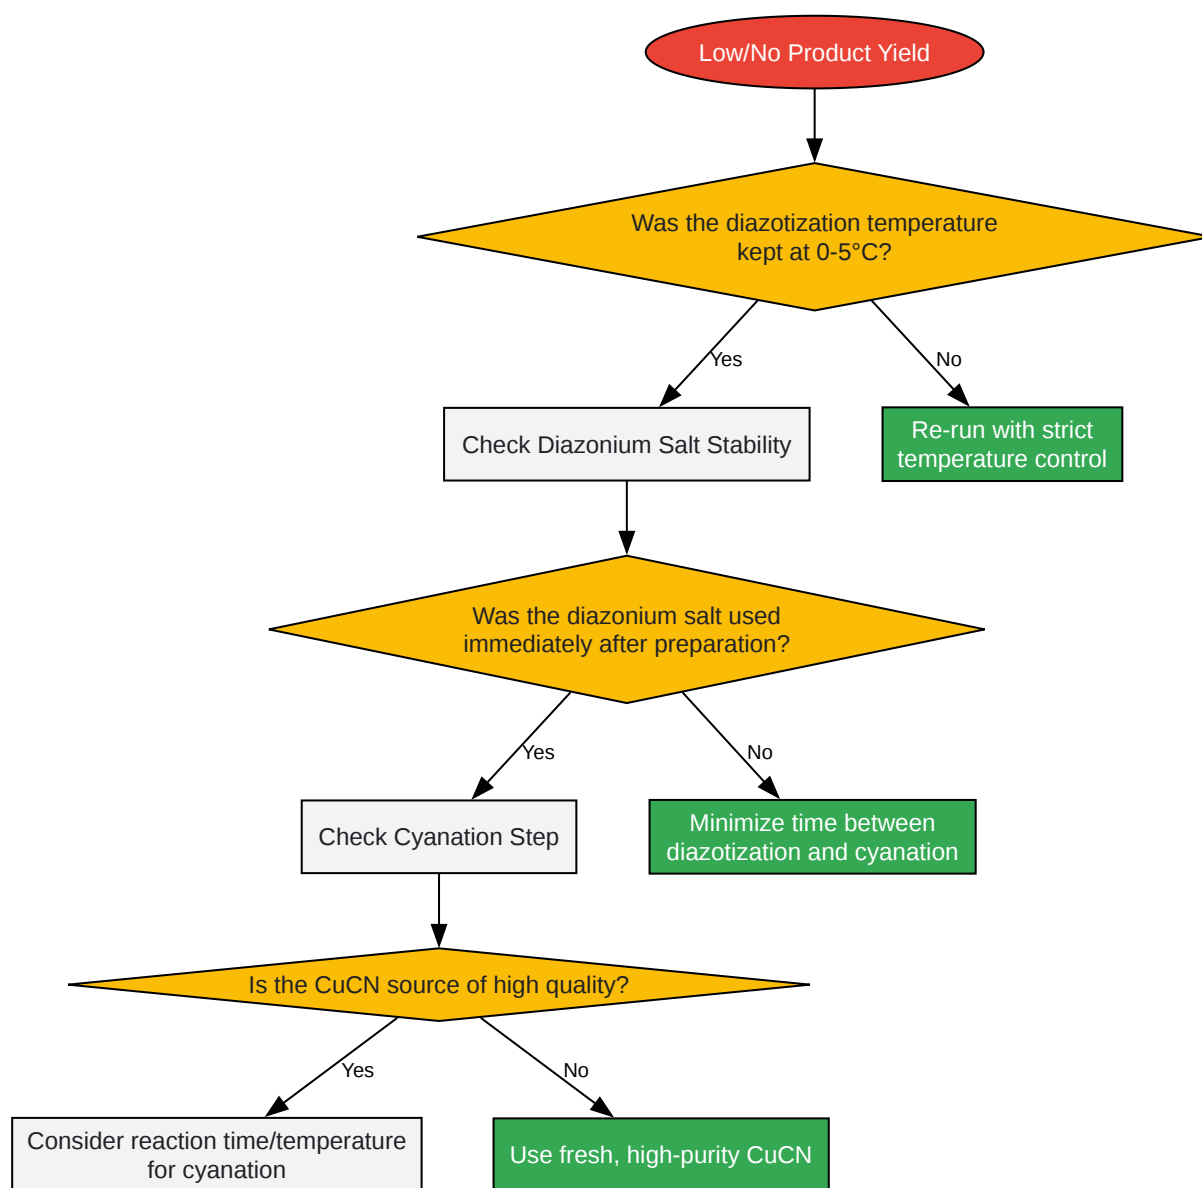 Low/No Product Yield
Was the diazotization temperature
kept at 0-5°C?
Yes
No
Check Diazonium Salt Stability
Re-run with strict
temperature control
Was the diazonium salt used
immediately after preparation?
Yes
No
Check Cyanation Step
Minimize time between
diazotization and cyanation
Is the CuCN source of high quality?
Yes
No
Consider reaction time/temperature
for cyanation
Use fresh, high-purity CuCN